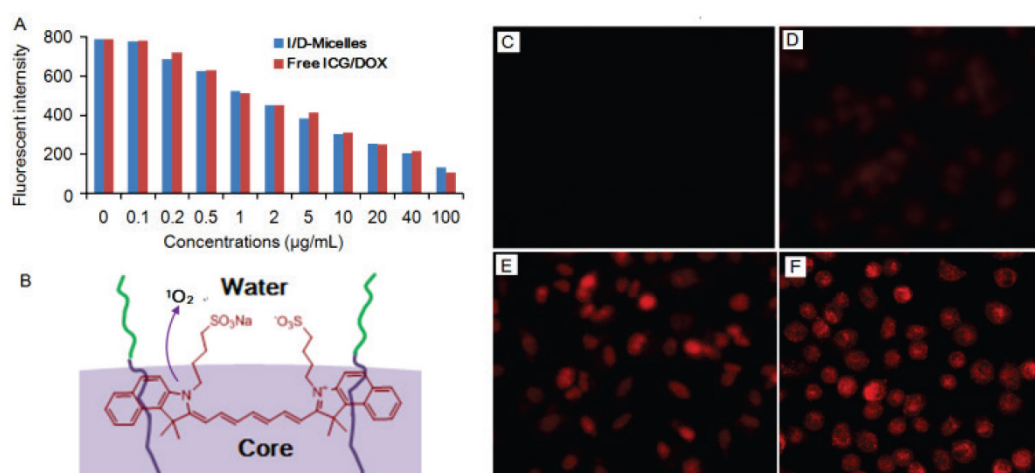 A
Fluorescent internsity
800
600
400
200
0
I/D-Micelles
Free ICG/DOX
0 0.1 0.2 0.5 1 2 5 10 20 40 100
Concentrations (µg/mL)
B
Water
¹O₂
SO₃Na
⁻O₃S
N
N⁺
Core
C
D
E
F